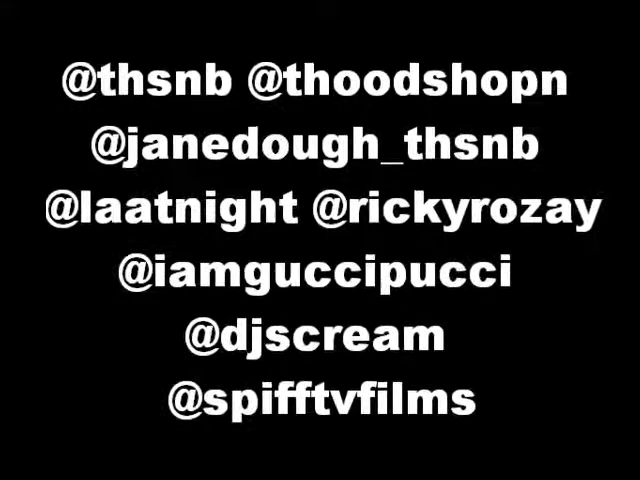 @thsnb @thoodshopn
@janedough_thsnb
@laatnight @rickyrozay
@iamguccipucci
@djscream
@spifftvfilms